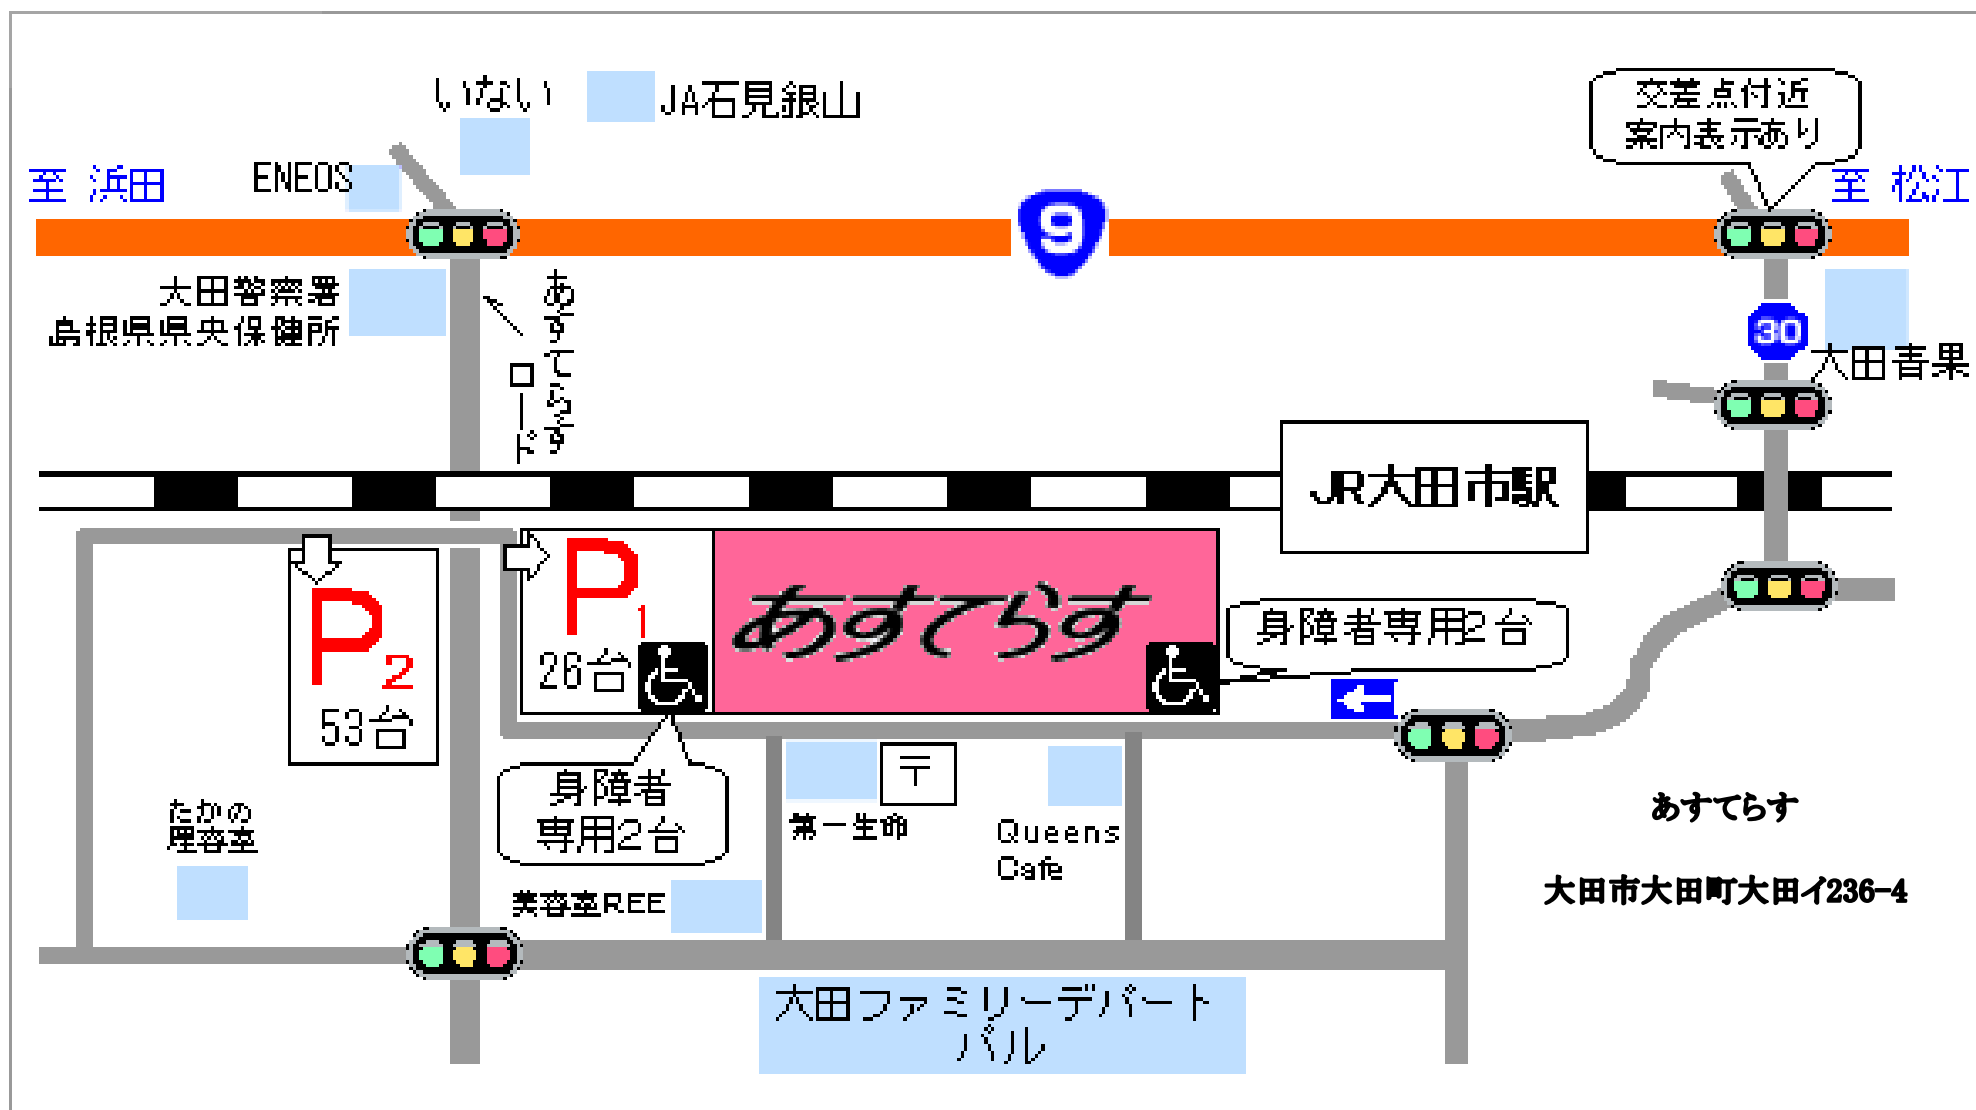 いない
JA石見銀山
交差点付近
案内表示あり
至 浜田
ENEOS
至 松江
9
大田警察署
島根県県央保健所
あすてらす
ロード
30
大田青果
JR大田市駅
P1
26台
あすてらす
身障者専用2台
P2
53台
身障者
専用2台
〒
第一生命
Queens
Cafe
たかの
理容室
美容室REE
あすてらす
大田市大田町大田イ236-4
大田ファミリーデパート
パル